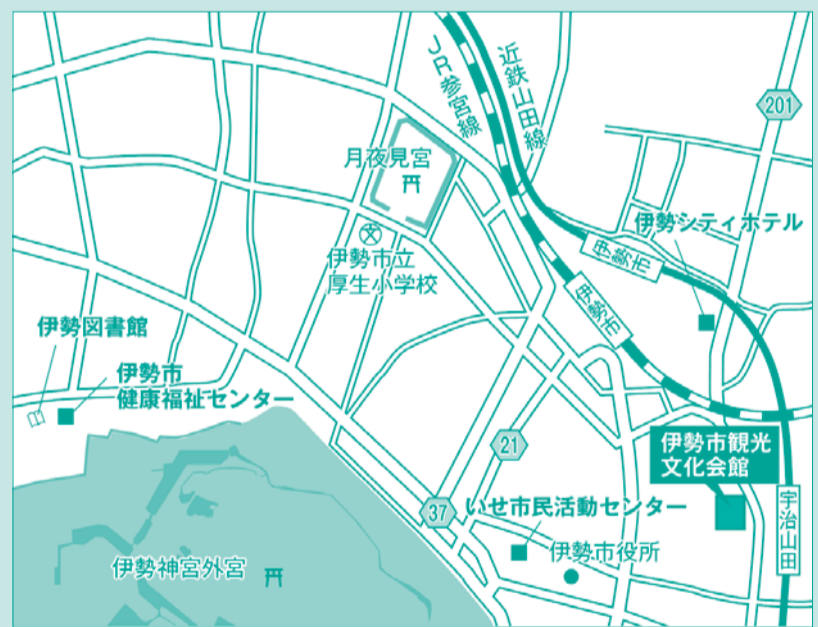 JR参宮線
近鉄山田線
201
月夜見宮
伊勢シティホテル
伊勢市
伊勢市
伊勢市立
厚生小学校
伊勢図書館
伊勢市
健康福祉センター
21
伊勢市観光
文化会館
37
いせ市民活動センター
宇治山田
伊勢市役所
伊勢神宮外宮